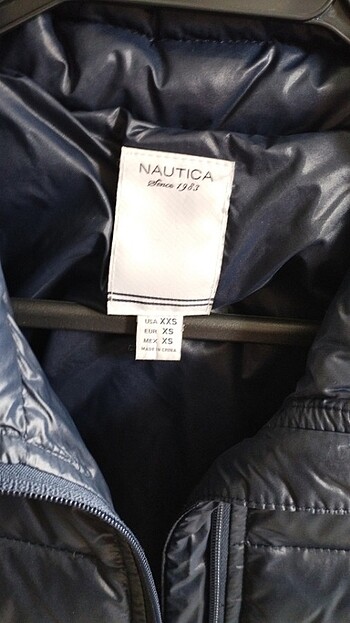 NAUTICA
Since 1983
USA XXS
EUR XS
MEX XS
MADE IN CHINA